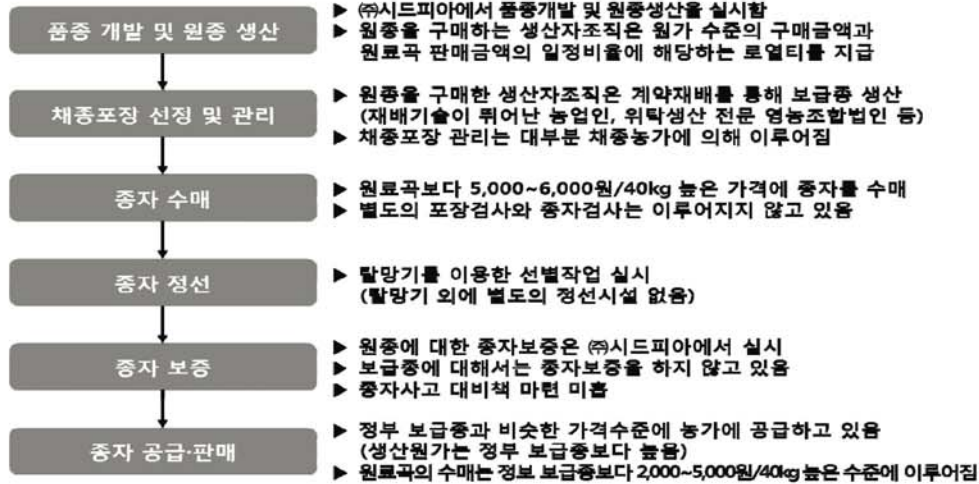 품종 개발 및 원종 생산
▶ ㈜시드피아에서 품종개발 및 원종생산을 실시함
▶ 원종을 구매하는 생산자조직은 원가 수준의 구매금액과
원료곡 판매금액의 일정비율에 해당하는 로열티를 지급
채종포장 선정 및 관리
▶ 원종을 구매한 생산자조직은 계약재배를 통해 보급종 생산
(재배기술이 뛰어난 농업인, 위탁생산 전문 영농조합법인 등)
▶ 채종포장 관리는 대부분 채종농가에 의해 이루어짐
종자 수매
▶ 원료곡보다 5,000~6,000원/40kg 높은 가격에 종자를 수매
▶ 별도의 포장검사와 종자검사는 이루어지지 않고 있음
종자 정선
▶ 탈망기를 이용한 선별작업 실시
(탈망기 외에 별도의 정선시설 없음)
종자 보증
▶ 원종에 대한 종자보증은 ㈜시드피아에서 실시
▶ 보급종에 대해서는 종자보증을 하지 않고 있음
▶ 종자사고 대비책 마련 미흡
종자 공급·판매
▶ 정부 보급종과 비슷한 가격수준에 농가에 공급하고 있음
(생산원가는 정부 보급종보다 높음)
▶ 원료곡의 수매는 정보 보급종보다 2,000~5,000원/40kg 높은 수준에 이루어짐